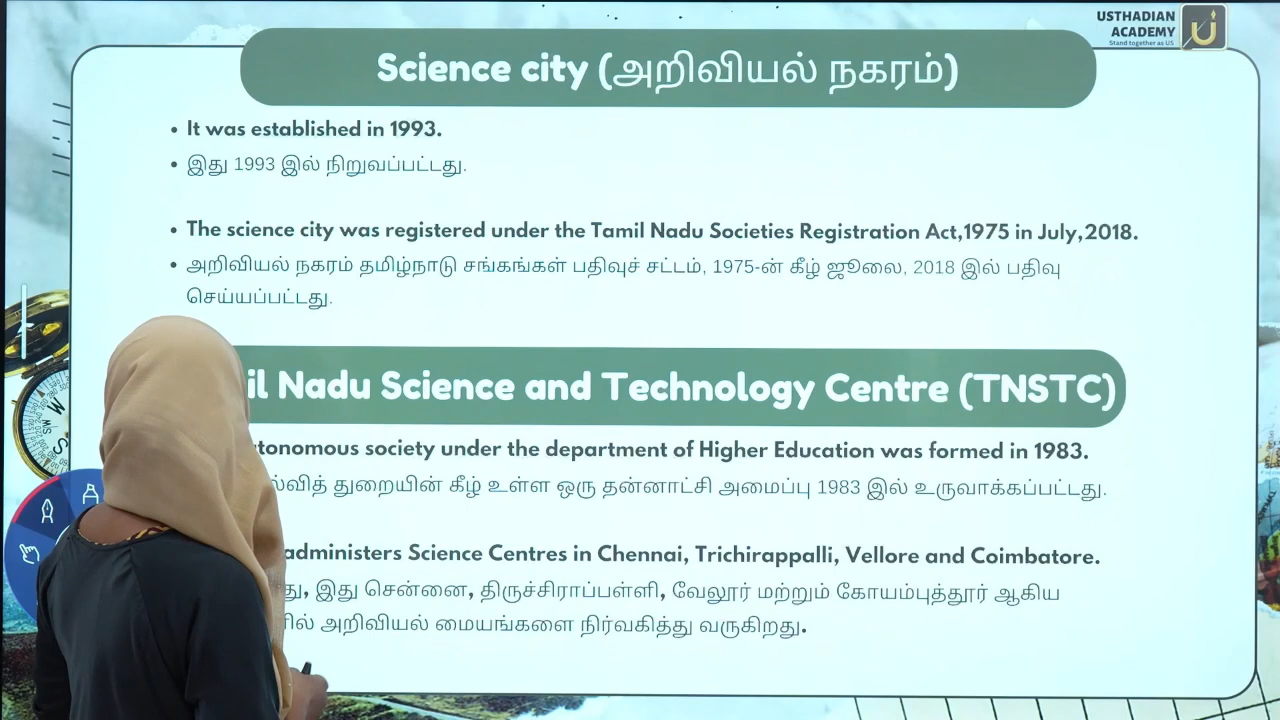 USTHADIAN
ACADEMY
Stand together as US
Science city (அறிவியல் நகரம்)
• It was established in 1993.
• இது 1993 இல் நிறுவப்பட்டது.
• The science city was registered under the Tamil Nadu Societies Registration Act,1975 in July,2018.
• அறிவியல் நகரம் தமிழ்நாடு சங்கங்கள் பதிவுச் சட்டம், 1975-ன் கீழ் ஜூலை, 2018 இல் பதிவு
செய்யப்பட்டது.
Nadu Science and Technology Centre (TNSTC)
society under the department of Higher Education was formed in 1983.
துறையின் கீழ் உள்ள ஒரு தன்னாட்சி அமைப்பு 1983 இல் உருவாக்கப்பட்டது.
administers Science Centres in Chennai, Trichirappalli, Vellore and Coimbatore.
இது சென்னை, திருச்சிராப்பள்ளி, வேலூர் மற்றும் கோயம்புத்தூர் ஆகிய
அறிவியல் மையங்களை நிர்வகித்து வருகிறது.